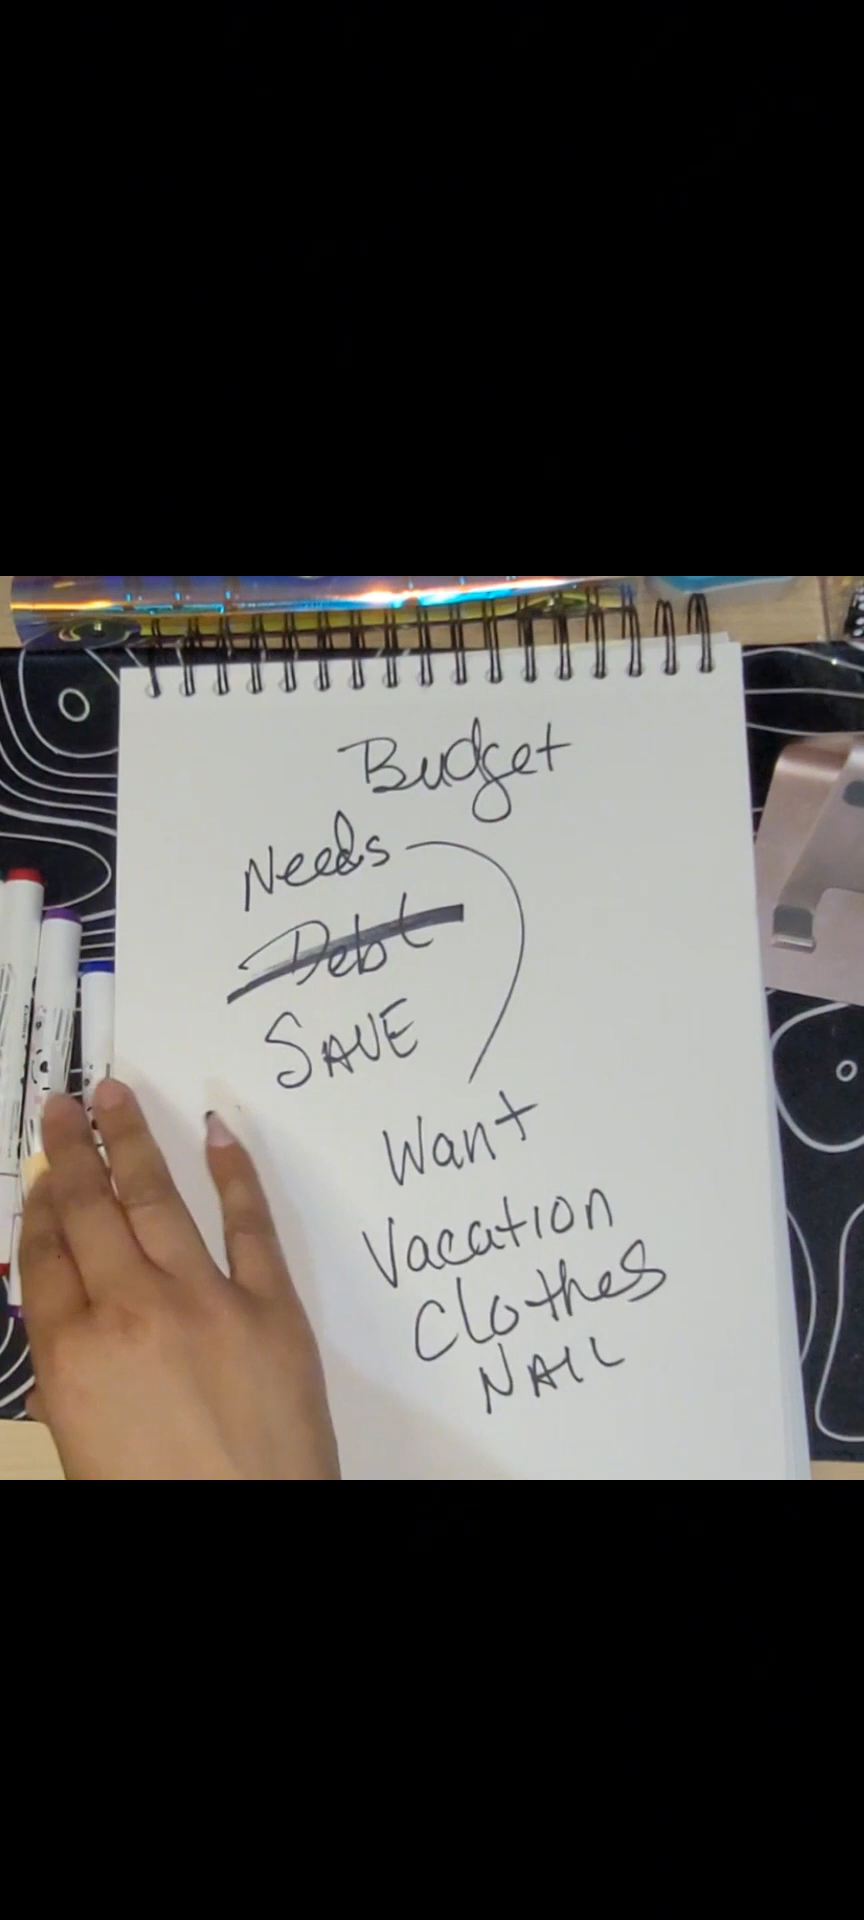 Budget
Needs
Debt
SAVE
Want
Vacation
Clothes
NAIL